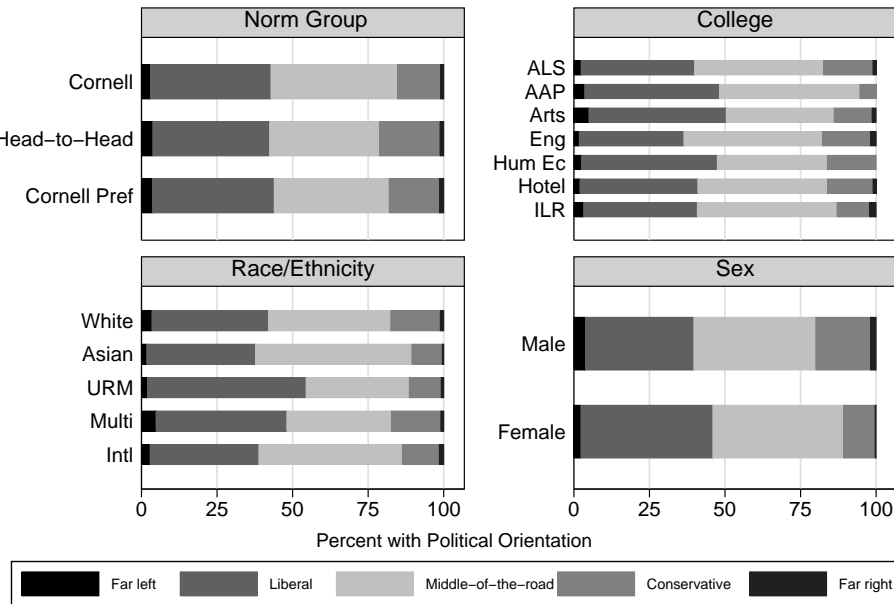 Norm Group
Cornell
Head−to−Head
Cornell Pref
College
ALS
AAP
Arts
Eng
Hum Ec
Hotel
ILR
Race/Ethnicity
White
Asian
URM
Multi
Intl
0 25 50 75 100
Sex
Male
Female
0 25 50 75 100
Percent with Political Orientation
Far left Liberal Middle−of−the−road Conservative Far right